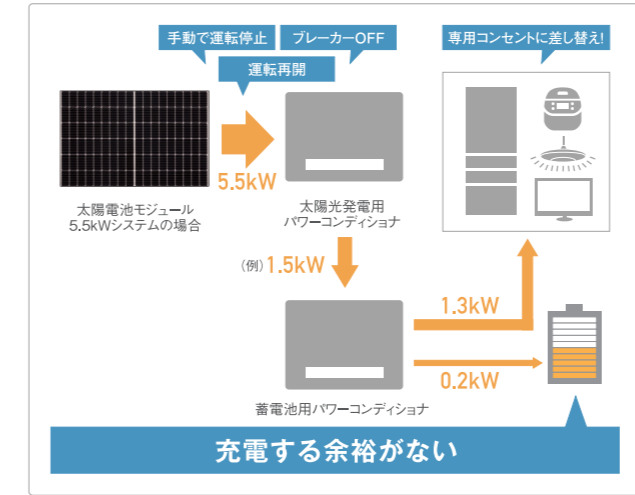 手動で運転停止
ブレーカーOFF
専用コンセントに差し替え!
運転再開
5.5kW
太陽電池モジュール
5.5kWシステムの場合
太陽光発電用
パワーコンディショナ
(例)1.5kW
1.3kW
0.2kW
蓄電池用パワーコンディショナ
充電する余裕がない